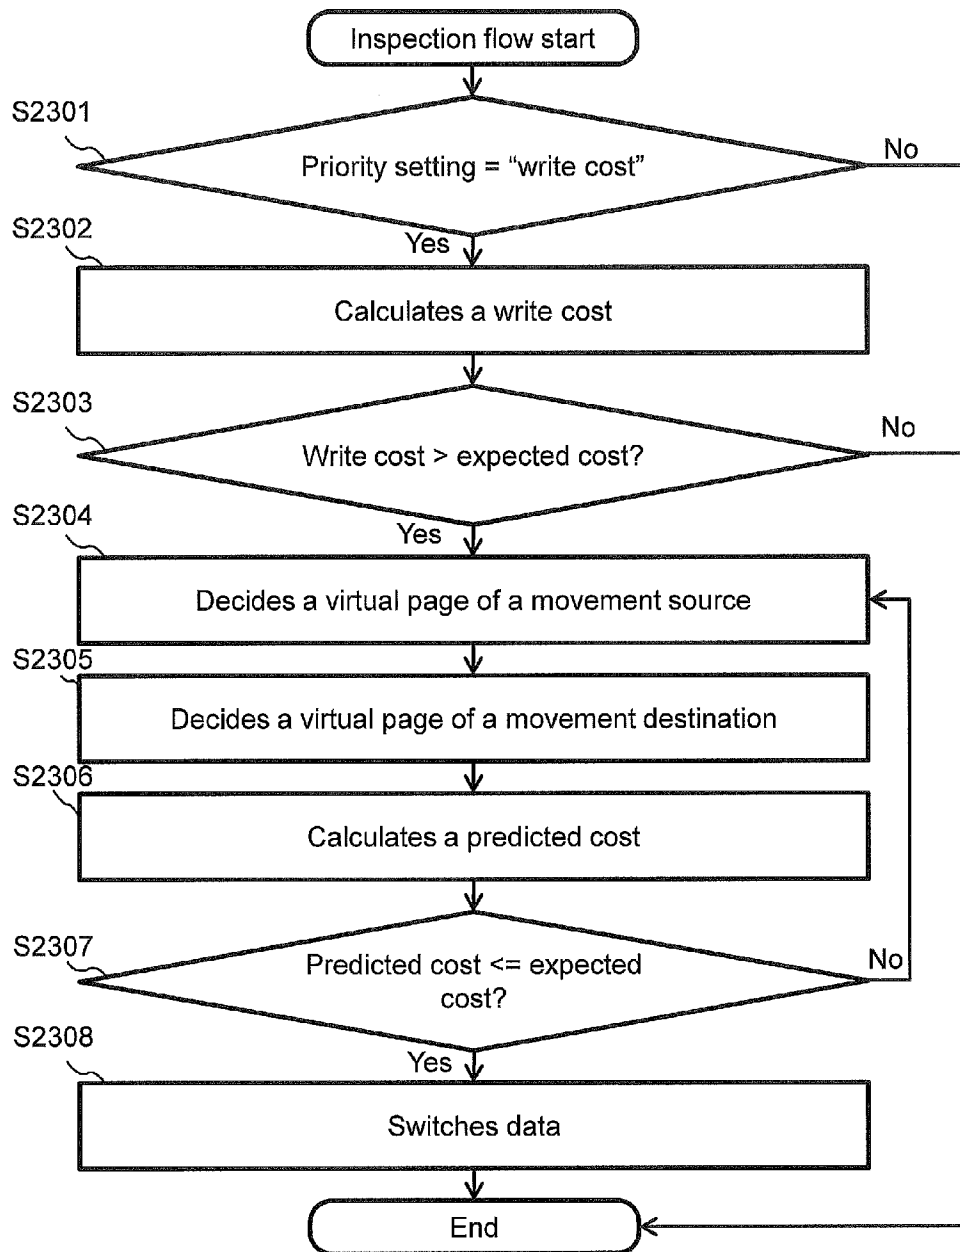 Inspection flow start
S2301
Priority setting = “write cost”
No
S2302
Yes
Calculates a write cost
S2303
Write cost > expected cost?
No
S2304
Yes
Decides a virtual page of a movement source
S2305
Decides a virtual page of a movement destination
S2306
Calculates a predicted cost
S2307
Predicted cost <= expected
cost?
No
S2308
Yes
Switches data
End